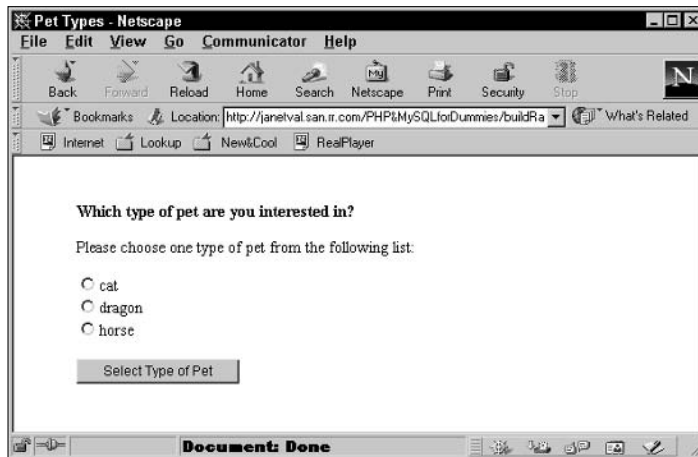 Pet Types - Netscape
File Edit View Go Communicator Help
Back Forward Reload Home Search Netscape Print Security Stop
N
Bookmarks Location: http://janetval.san.rr.com/PHP&MySQLforDummies/buildRa What's Related
Internet Lookup New&Cool RealPlayer
Which type of pet are you interested in?
Please choose one type of pet from the following list:
cat
dragon
horse
Select Type of Pet
Document: Done